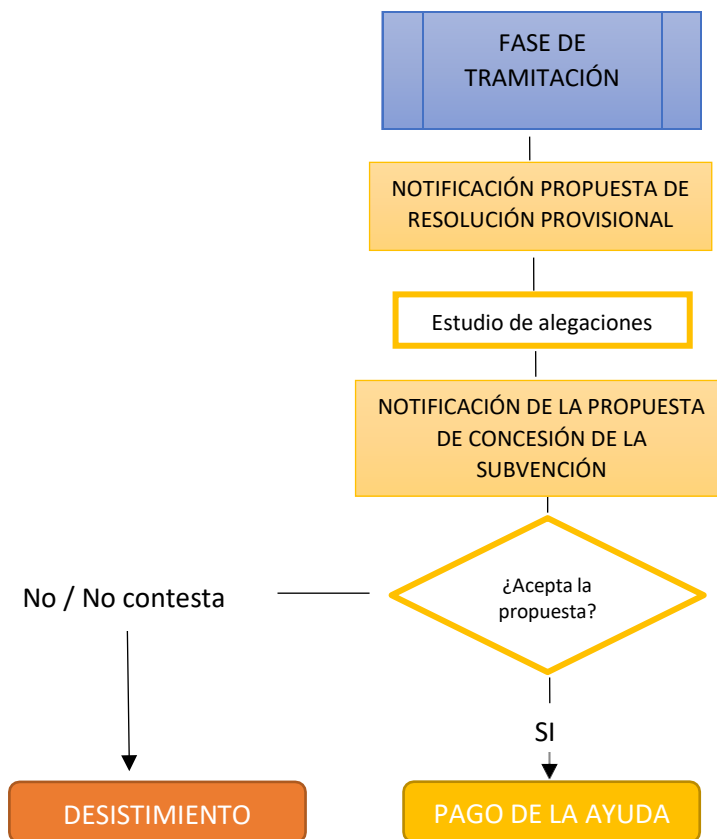 FASE DE
TRAMITACIÓN
NOTIFICACIÓN PROPUESTA DE
RESOLUCIÓN PROVISIONAL
Estudio de alegaciones
NOTIFICACIÓN DE LA PROPUESTA
DE CONCESIÓN DE LA
SUBVENCIÓN
¿Acepta la
propuesta?
No / No contesta
SI
DESISTIMIENTO
PAGO DE LA AYUDA